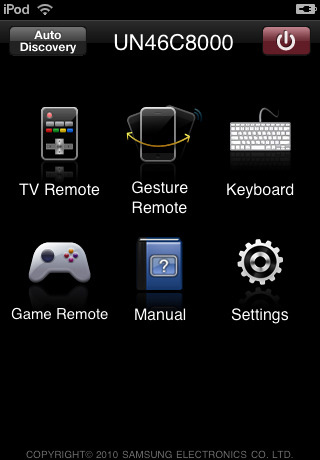 iPod
Auto
Discovery
UN46C8000
TV Remote
Gesture
Remote
Keyboard
Game Remote
?
Manual
Settings
COPYRIGHT© 2010 SAMSUNG ELECTRONICS CO. LTD.